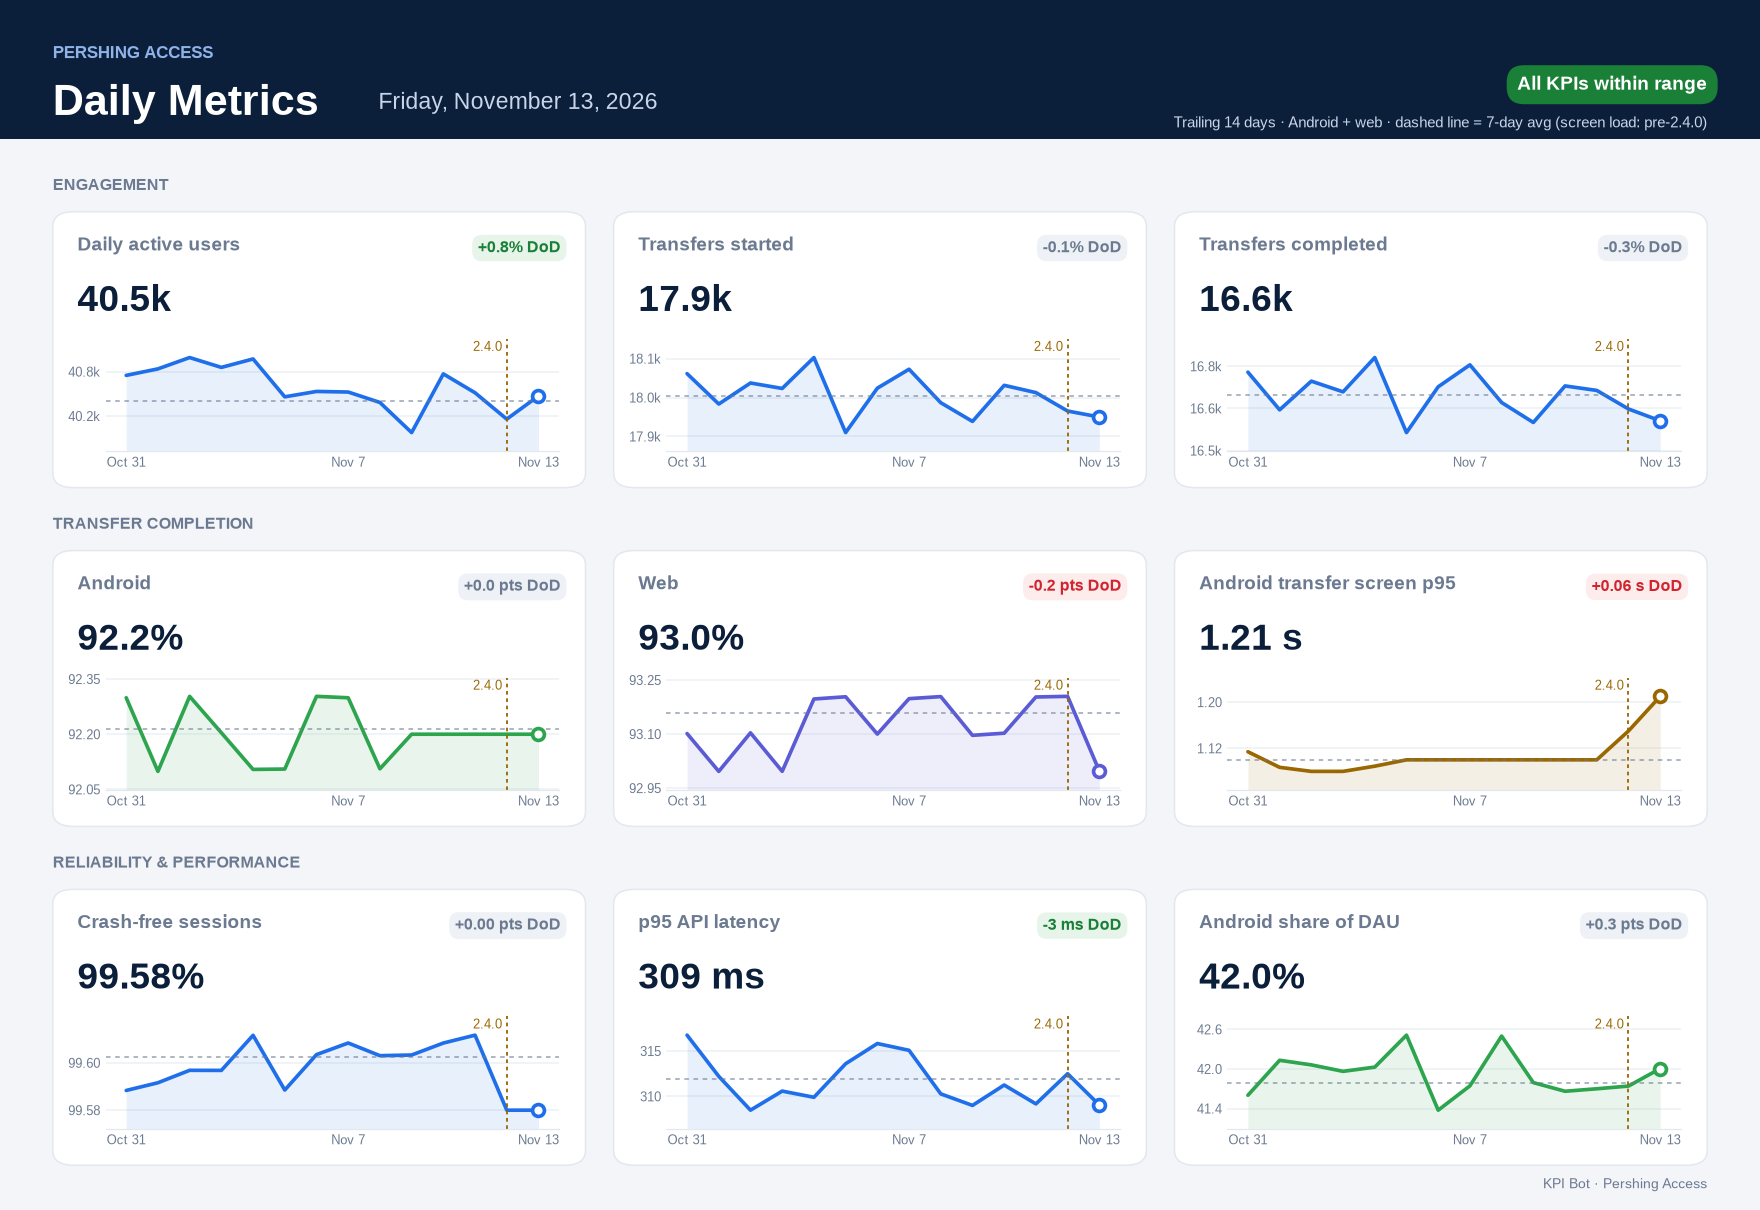 PERSHING ACCESS
Daily Metrics
Friday, November 13, 2026
All KPIs within range
Trailing 14 days · Android + web · dashed line = 7-day avg (screen load: pre-2.4.0)
ENGAGEMENT
Daily active users
+0.8% DoD
40.5k
2.4.0
40.8k
40.2k
Oct 31
Nov 7
Nov 13
Transfers started
-0.1% DoD
17.9k
2.4.0
18.1k
18.0k
17.9k
Oct 31
Nov 7
Nov 13
Transfers completed
-0.3% DoD
16.6k
2.4.0
16.8k
16.6k
16.5k
Oct 31
Nov 7
Nov 13
TRANSFER COMPLETION
Android
+0.0 pts DoD
92.2%
92.35
2.4.0
92.20
92.05
Oct 31
Nov 7
Nov 13
Web
-0.2 pts DoD
93.0%
93.25
2.4.0
93.10
92.95
Oct 31
Nov 7
Nov 13
Android transfer screen p95
+0.06 s DoD
1.21 s
2.4.0
1.20
1.12
Oct 31
Nov 7
Nov 13
RELIABILITY & PERFORMANCE
Crash-free sessions
+0.00 pts DoD
99.58%
2.4.0
99.60
99.58
Oct 31
Nov 7
Nov 13
p95 API latency
-3 ms DoD
309 ms
2.4.0
315
310
Oct 31
Nov 7
Nov 13
Android share of DAU
+0.3 pts DoD
42.0%
2.4.0
42.6
42.0
41.4
Oct 31
Nov 7
Nov 13
KPI Bot · Pershing Access